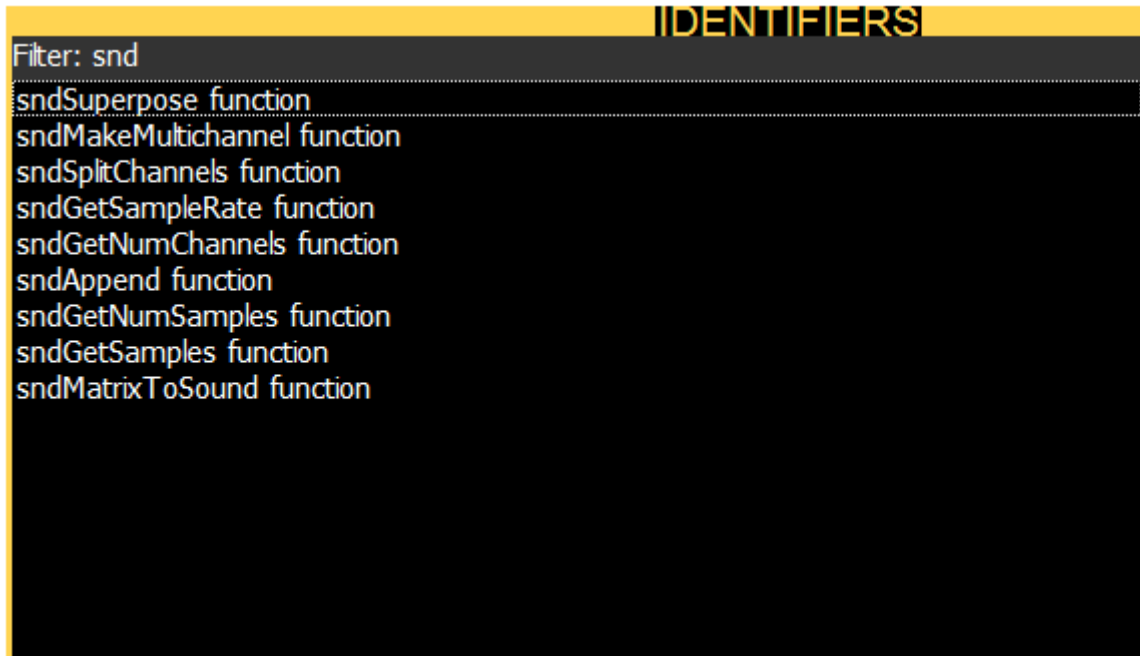 IDENTIFIERS
Filter: snd
sndSuperpose function
sndMakeMultichannel function
sndSplitChannels function
sndGetSampleRate function
sndGetNumChannels function
sndAppend function
sndGetNumSamples function
sndGetSamples function
sndMatrixToSound function